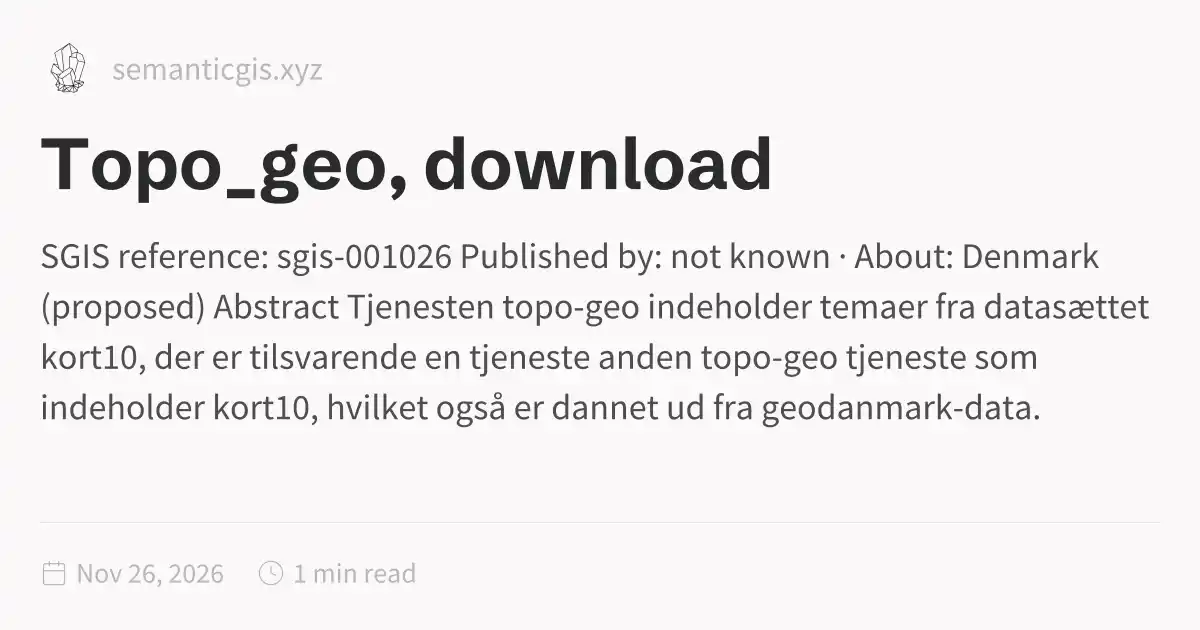 semanticgis.xyz
Topo_geo, download
SGIS reference: sgis-001026 Published by: not known · About: Denmark
(proposed) Abstract Tjenesten topo-geo indeholder temaer fra datasættet
kort10, der er tilsvarende en tjeneste anden topo-geo tjeneste som
indeholder kort10, hvilket også er dannet ud fra geodanmark-data.
Nov 26, 2026 1 min read